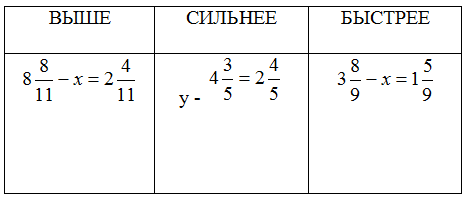 ВЫШЕ СИЛЬНЕЕ БЫСТРЕЕ
8 8/11 − x = 2 4/11 у - 4 3/5 = 2 4/5 3 8/9 − x = 1 5/9